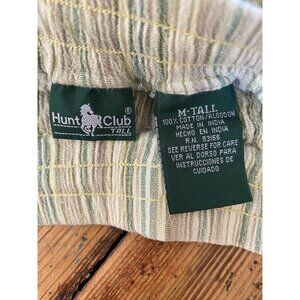 Hunt Club®
TALL
M-TALL
100% COTTON/ALGODON
MADE IN INDIA
HECHO EN INDIA
R.N. 53166
SEE REVERSE FOR CARE
VER AL DORSO PARA
INSTRUCCIONES DE
CUIDADO